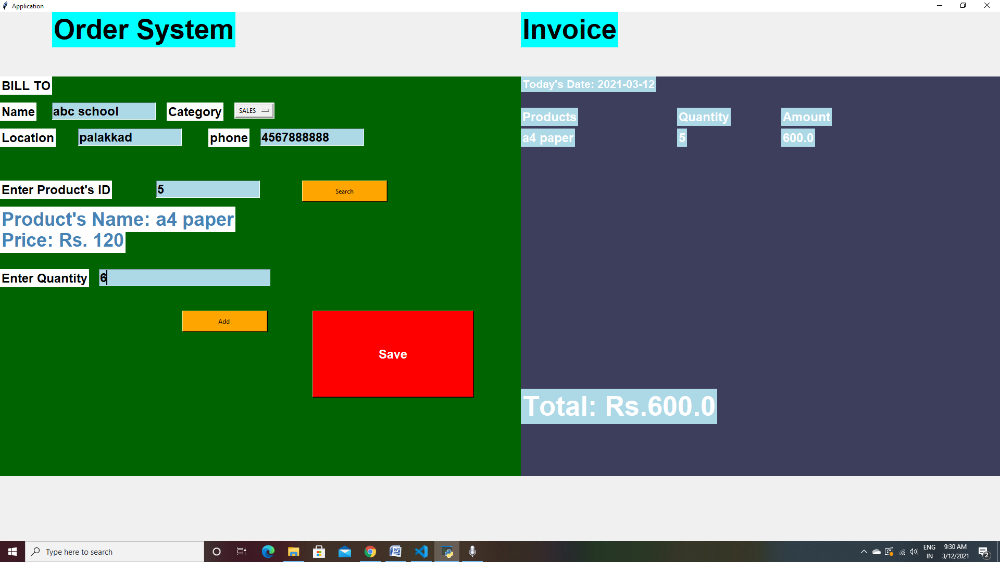 Application
Order System
Invoice
BILL TO
Today's Date: 2021-03-12
Name abc school Category SALES
Products Quantity Amount
Location palakkad phone 4567888888
a4 paper 5 600.0
Enter Product's ID 5 Search
Product's Name: a4 paper
Price: Rs. 120
Enter Quantity 6
Add
Save
Total: Rs.600.0
Type here to search
ENG
IN
9:30 AM
3/12/2021
2